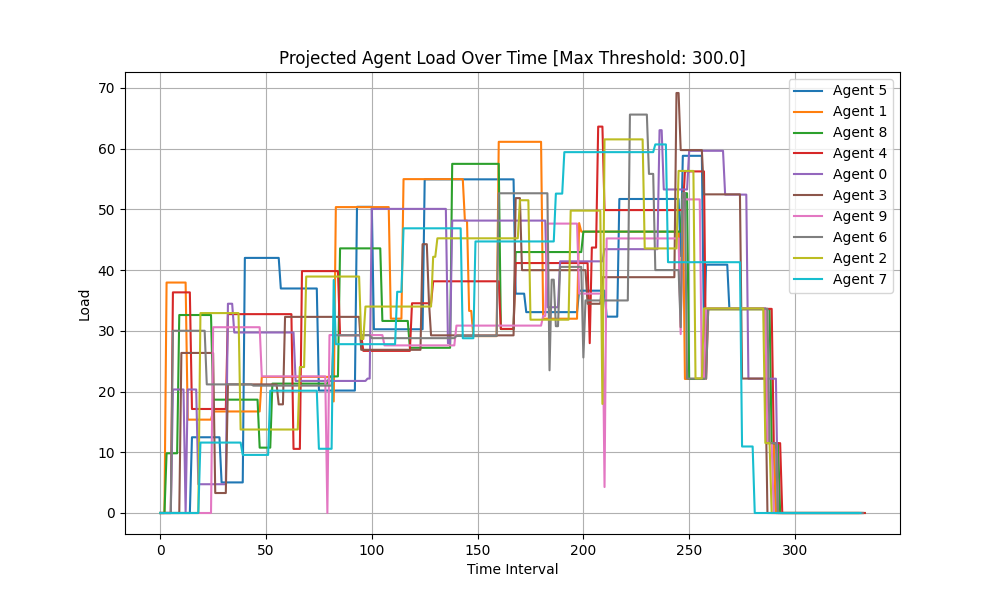 Projected Agent Load Over Time [Max Threshold: 300.0]
Load
70
60
50
40
30
20
10
0
0 50 100 150 200 250 300
Time Interval
Agent 5
Agent 1
Agent 8
Agent 4
Agent 0
Agent 3
Agent 9
Agent 6
Agent 2
Agent 7